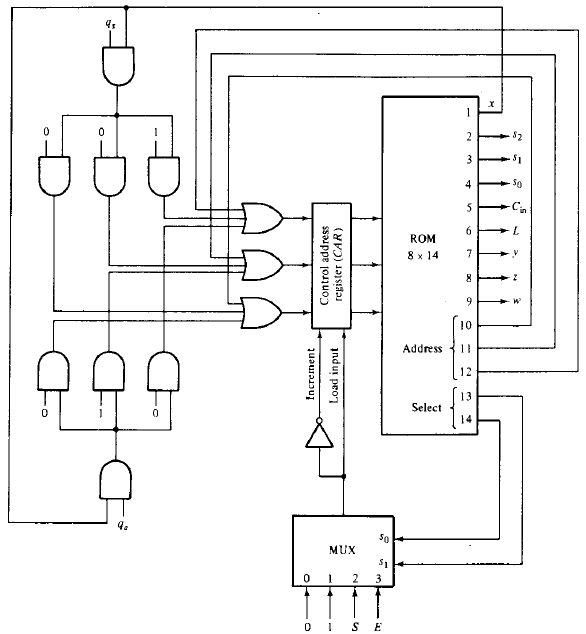 q_s
x
1
2
s_2
0
0
1
3
s_1
4
s_0
5
C_in
ROM
8 × 14
6
L
7
y
8
z
9
w
Control address
register (CAR)
10
Address
11
12
Increment
Load input
13
Select
14
0
1
0
q_a
MUX
s_0
s_1
0 1 2 3
0 1 S E